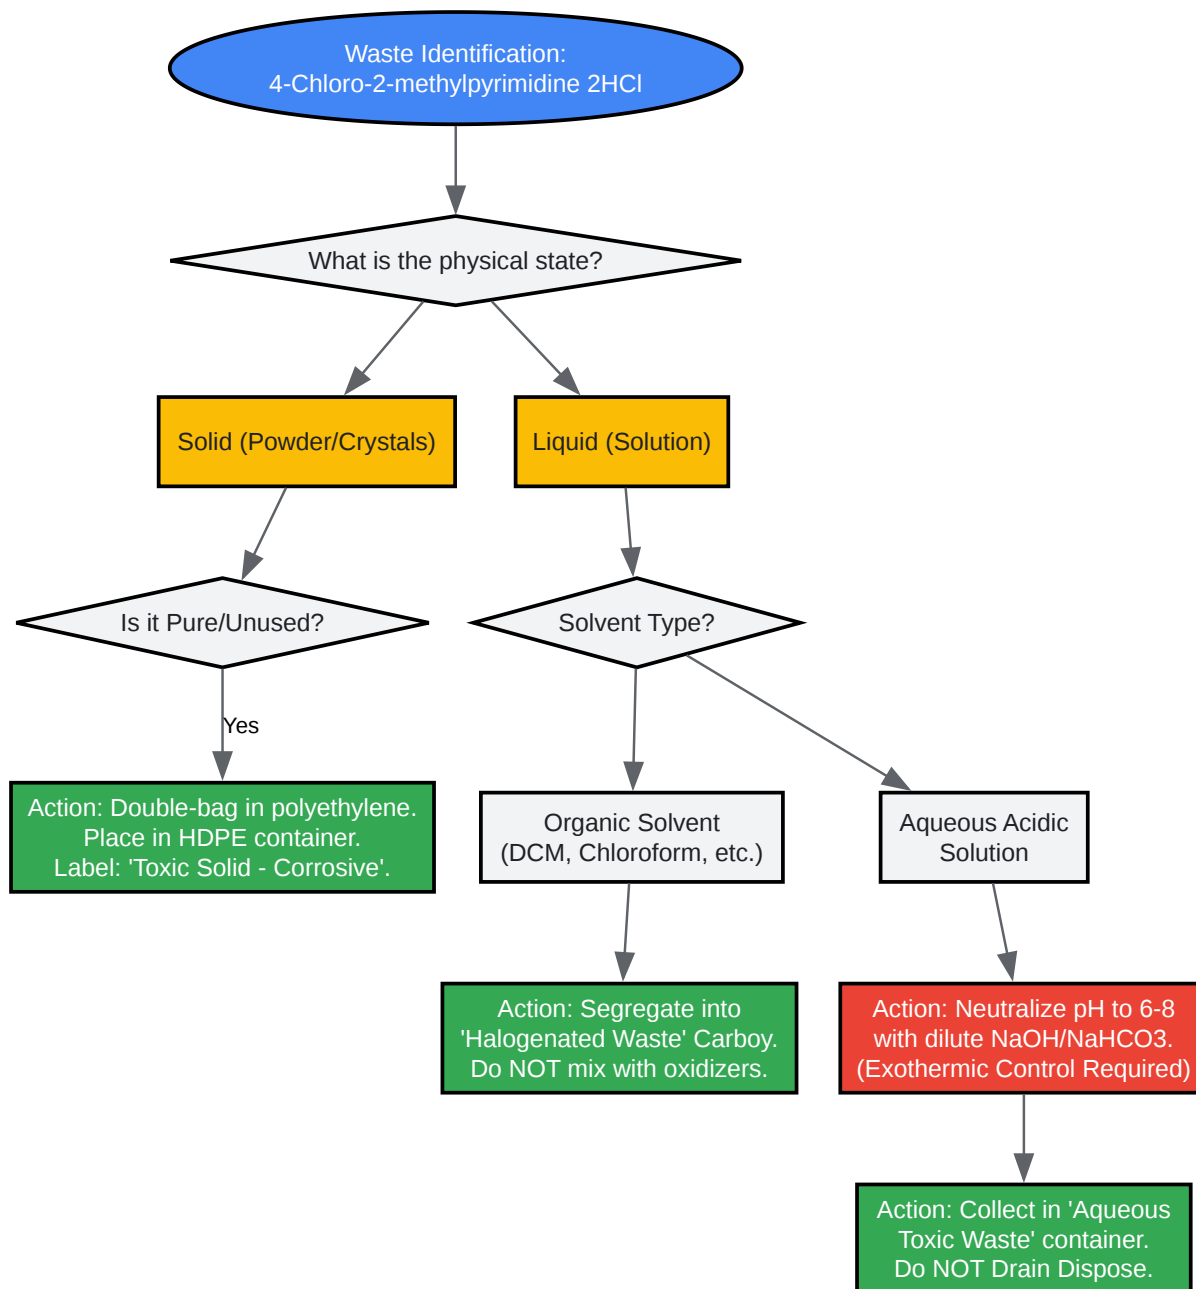 Waste Identification:
4-Chloro-2-methylpyrimidine 2HCl
What is the physical state?
Solid (Powder/Crystals)
Liquid (Solution)
Is it Pure/Unused?
Solvent Type?
Yes
Action: Double-bag in polyethylene.
Place in HDPE container.
Label: 'Toxic Solid - Corrosive'.
Organic Solvent
(DCM, Chloroform, etc.)
Aqueous Acidic
Solution
Action: Segregate into
'Halogenated Waste' Carboy.
Do NOT mix with oxidizers.
Action: Neutralize pH to 6-8
with dilute NaOH/NaHCO3.
(Exothermic Control Required)
Action: Collect in 'Aqueous
Toxic Waste' container.
Do NOT Drain Dispose.